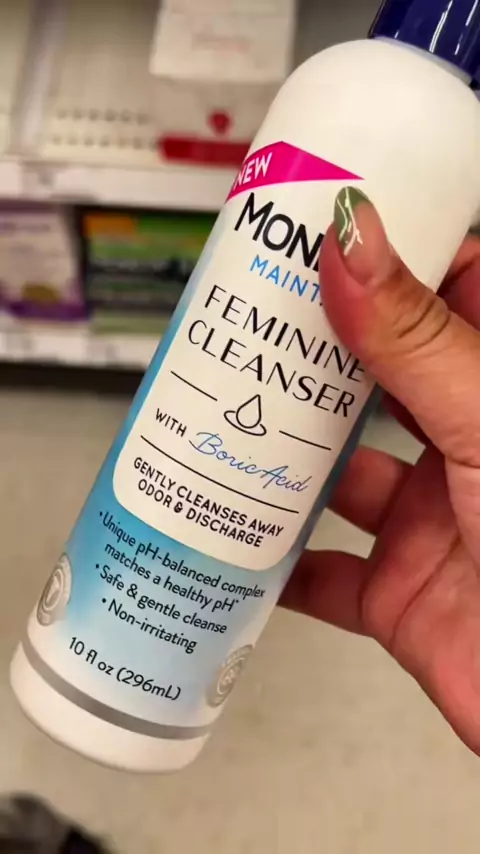 NEW
MON
MAINT
FEMININE
CLEANSER
WITH Boric Acid
GENTLY CLEANSES AWAY
ODOR & DISCHARGE
• Unique pH-balanced complex
matches a healthy pH*
• Safe & gentle cleanse
• Non-irritating
10 fl oz (296mL)